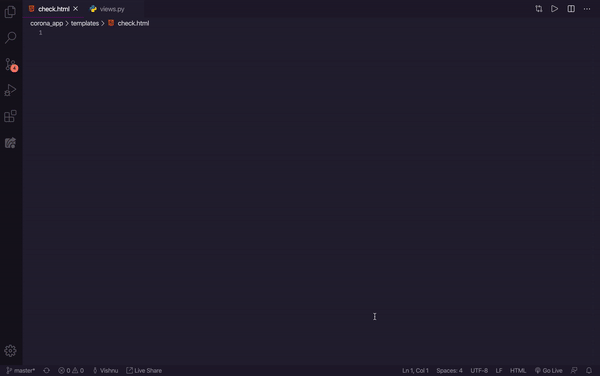 check.html views.py
corona_app templates check.html
1
4
master* 0 0 Vishnu Live Share Ln 1, Col 1 Spaces: 4 UTF-8 LF HTML Go Live